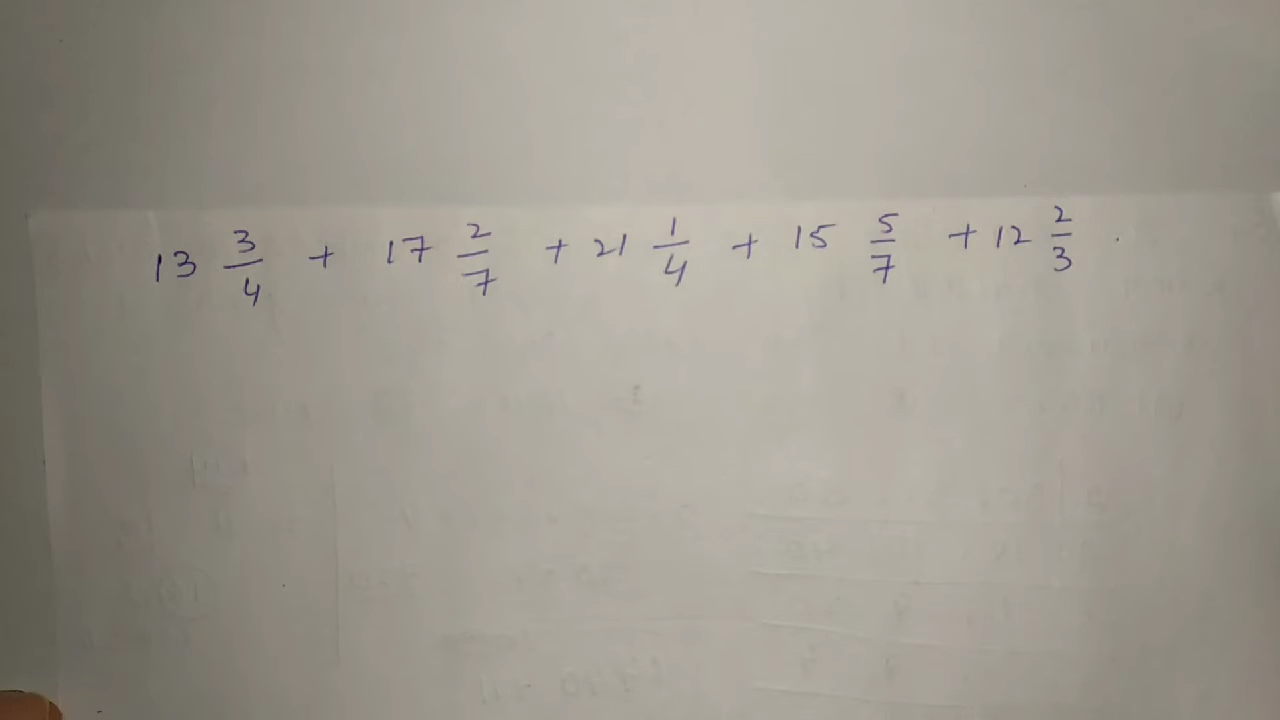 13 3/4 + 17 2/7 + 21 1/4 + 15 5/7 + 12 2/3